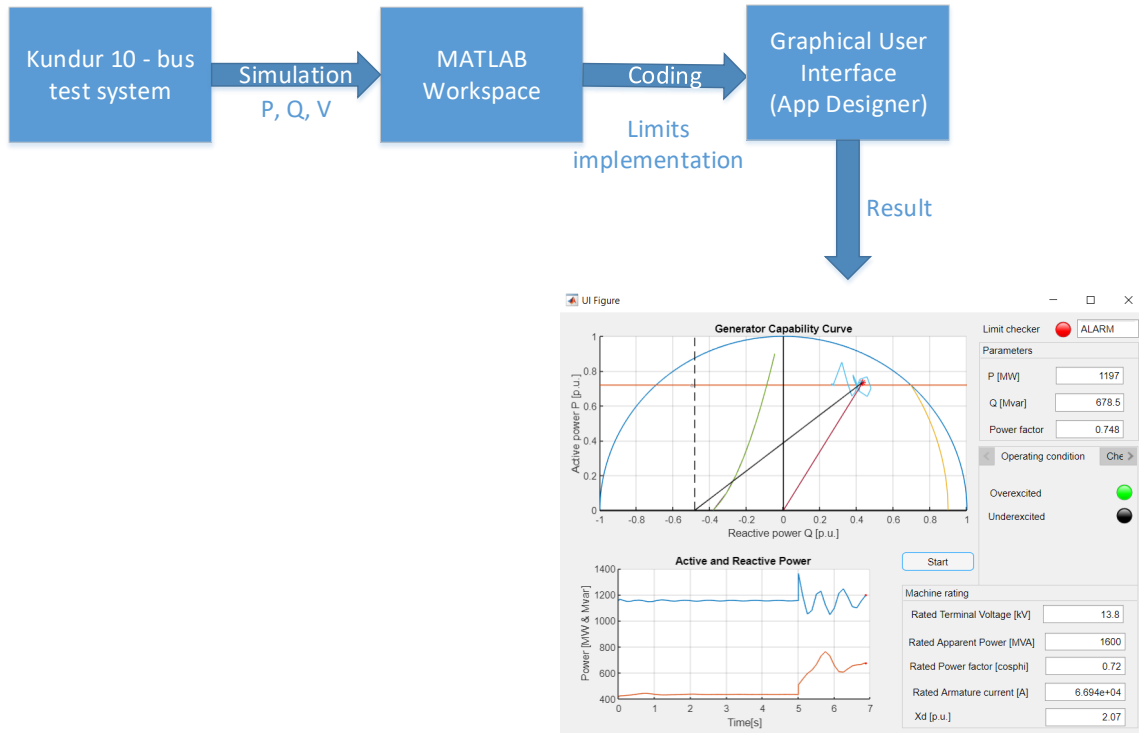 Kundur 10 - bus
test system
Simulation
P, Q, V
MATLAB
Workspace
Coding
Limits
implementation
Graphical User
Interface
(App Designer)
Result
UI Figure
Generator Capability Curve
Active power P [p.u.]
1
0.8
0.6
0.4
0.2
0
-1 -0.8 -0.6 -0.4 -0.2 0 0.2 0.4 0.6 0.8 1
Reactive power Q [p.u.]
Limit checker ALARM
Parameters
P [MW] 1197
Q [Mvar] 678.5
Power factor 0.748
Operating condition Che
Overexcited
Underexcited
Start
Active and Reactive Power
Power [MW & Mvar]
1400
1200
1000
800
600
400
0 1 2 3 4 5 6 7
Time[s]
Machine rating
Rated Terminal Voltage [kV] 13.8
Rated Apparent Power [MVA] 1600
Rated Power factor [cosphi] 0.72
Rated Armature current [A] 6.694e+04
Xd [p.u.] 2.07